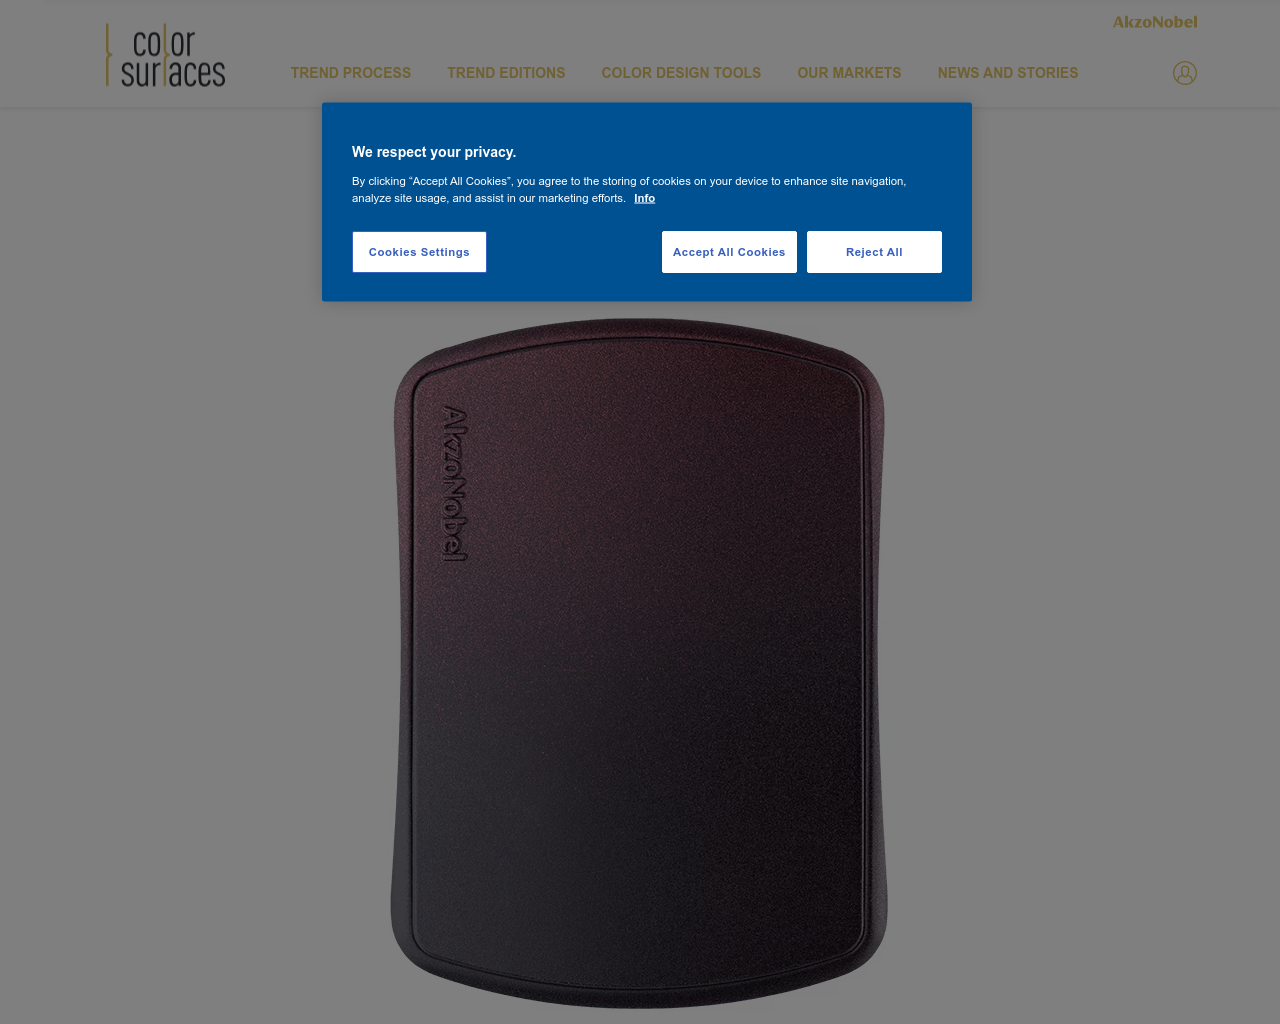 AkzoNobel
color
surfaces
TREND PROCESS TREND EDITIONS COLOR DESIGN TOOLS OUR MARKETS NEWS AND STORIES
We respect your privacy.
By clicking “Accept All Cookies”, you agree to the storing of cookies on your device to enhance site navigation,
analyze site usage, and assist in our marketing efforts. Info
Cookies Settings Accept All Cookies Reject All
AkzoNobel